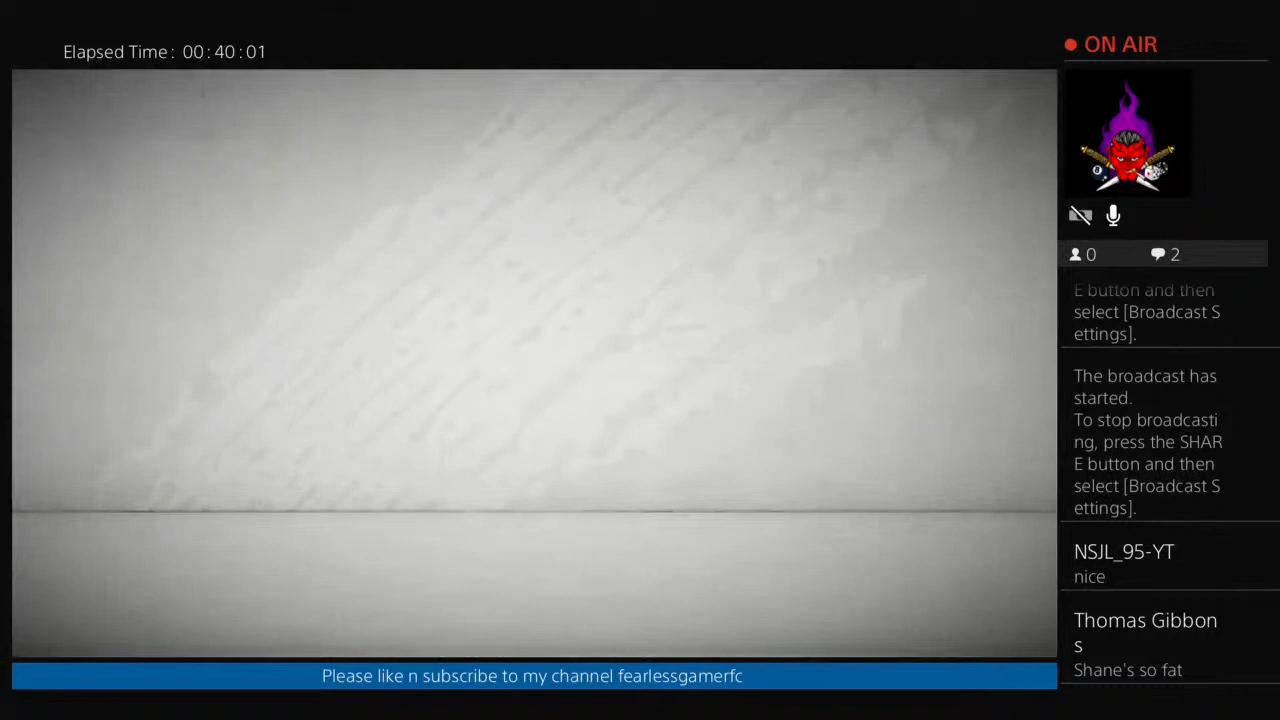 Elapsed Time: 00:40:01
ON AIR
0 2
E button and then
select [Broadcast S
ettings].
The broadcast has
started.
To stop broadcasti
ng, press the SHAR
E button and then
select [Broadcast S
ettings].
NSJL_95-YT
nice
Thomas Gibbon
s
Shane's so fat
Please like n subscribe to my channel fearlessgamerfc